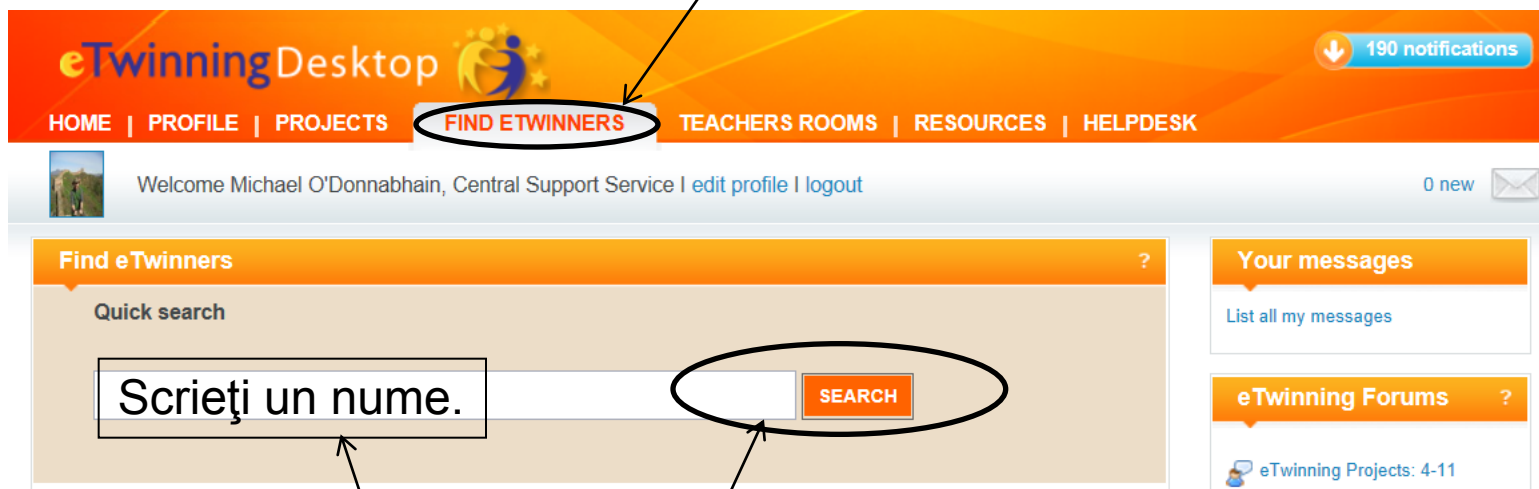 eTwinning Desktop
190 notifications
HOME | PROFILE | PROJECTS FIND ETWINNERS TEACHERS ROOMS | RESOURCES | HELPDESK
Welcome Michael O'Donnabhain, Central Support Service I edit profile I logout
0 new
Find eTwinners ?
Quick search
Scrieţi un nume.
SEARCH
Your messages
List all my messages
eTwinning Forums ?
eTwinning Projects: 4-11